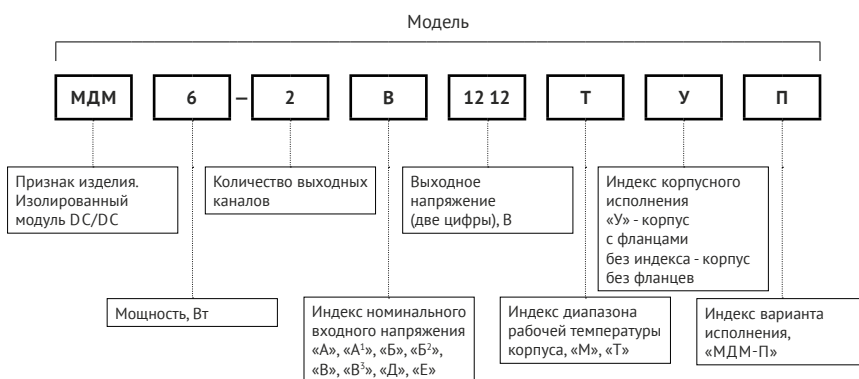 Модель
МДМ 6 – 2 В 12 12 Т У П
Признак изделия.
Изолированный
модуль DC/DC
Количество выходных
каналов
Выходное
напряжение
(две цифры), В
Индекс корпусного
исполнения
«У» - корпус
с фланцами
без индекса - корпус
без фланцев
Мощность, Вт
Индекс номинального
входного напряжения
«А», «А¹», «Б», «Б²»,
«В», «В³», «Д», «Е»
Индекс диапазона
рабочей температуры
корпуса, «М», «Т»
Индекс варианта
исполнения,
«МДМ-П»